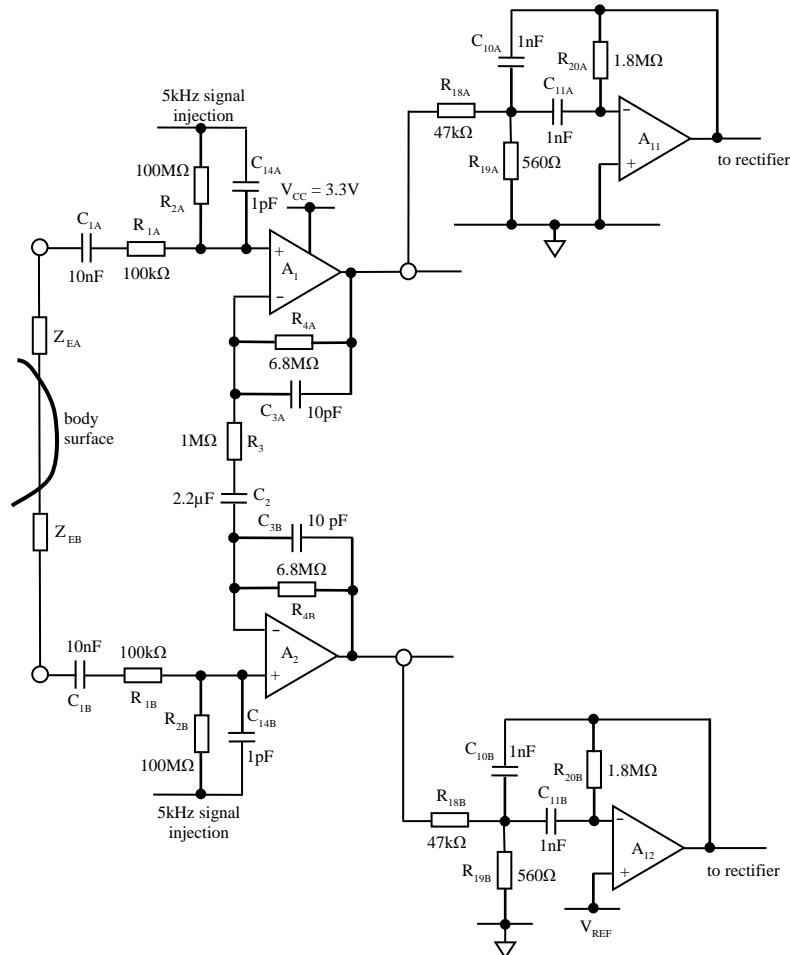 C10A
1nF
R20A
1.8MΩ
R18A
C11A
5kHz signal
injection
47kΩ
1nF
A11
R19A
560Ω
to rectifier
100MΩ
C14A
R2A
1pF
VCC = 3.3V
C1A
R1A
10nF
100kΩ
+
A1
−
−
+
R4A
6.8MΩ
ZEA
C3A
10pF
body
surface
1MΩ
R3
2.2µF
C2
C3B
10 pF
ZEB
6.8MΩ
R4B
−
A2
+
10nF
100kΩ
C1B
R1B
R2B
C14B
100MΩ
1pF
5kHz signal
injection
C10B
1nF
R20B
1.8MΩ
R18B
C11B
47kΩ
1nF
−
A12
+
R19B
560Ω
to rectifier
VREF